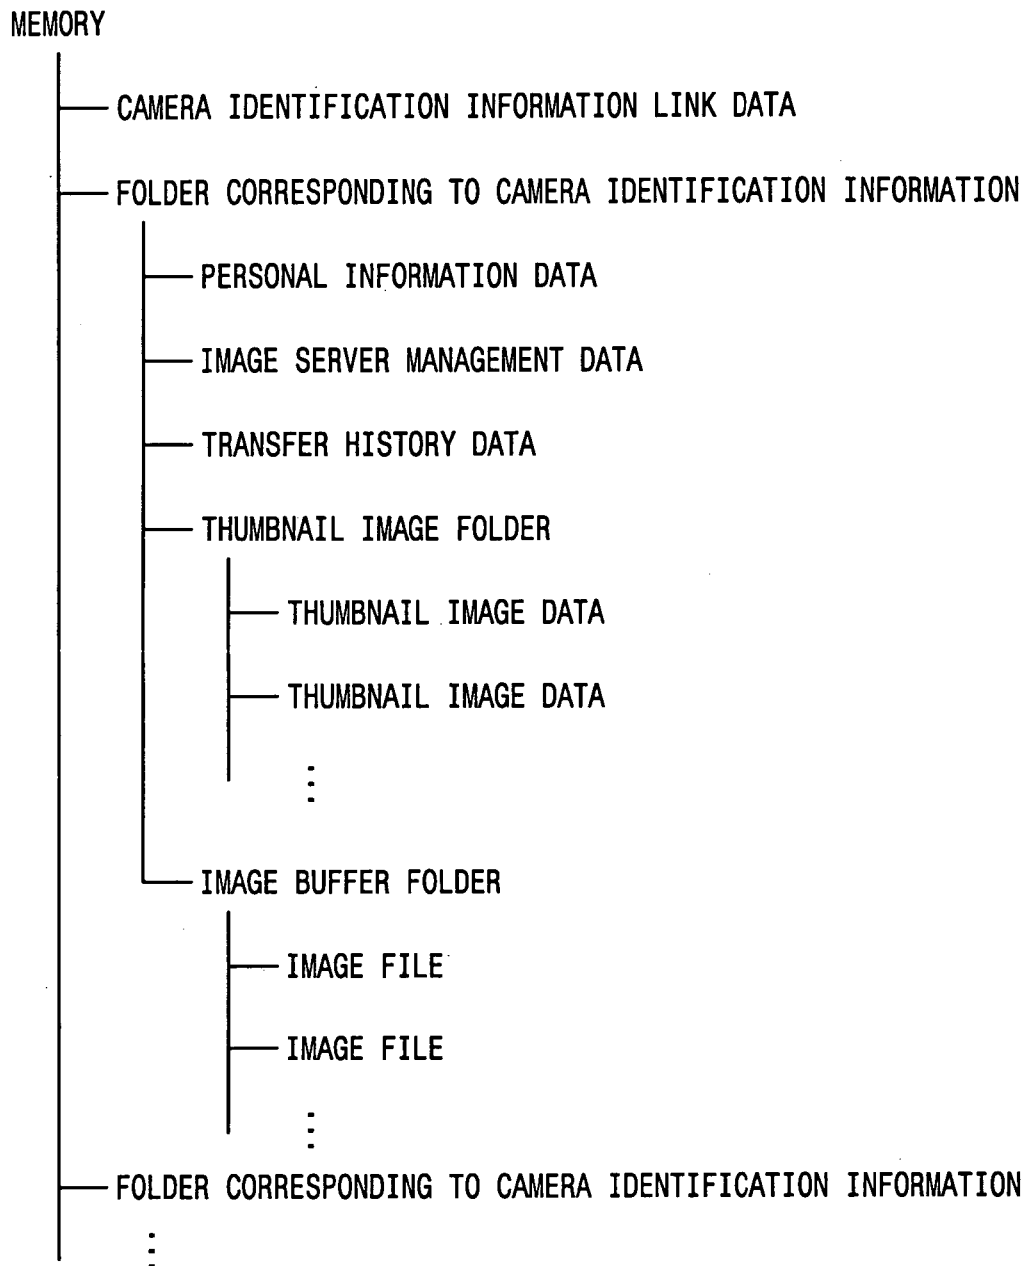 MEMORY
CAMERA IDENTIFICATION INFORMATION LINK DATA
FOLDER CORRESPONDING TO CAMERA IDENTIFICATION INFORMATION
PERSONAL INFORMATION DATA
IMAGE SERVER MANAGEMENT DATA
TRANSFER HISTORY DATA
THUMBNAIL IMAGE FOLDER
THUMBNAIL IMAGE DATA
THUMBNAIL IMAGE DATA
⋮
IMAGE BUFFER FOLDER
IMAGE FILE
IMAGE FILE
⋮
FOLDER CORRESPONDING TO CAMERA IDENTIFICATION INFORMATION
⋮